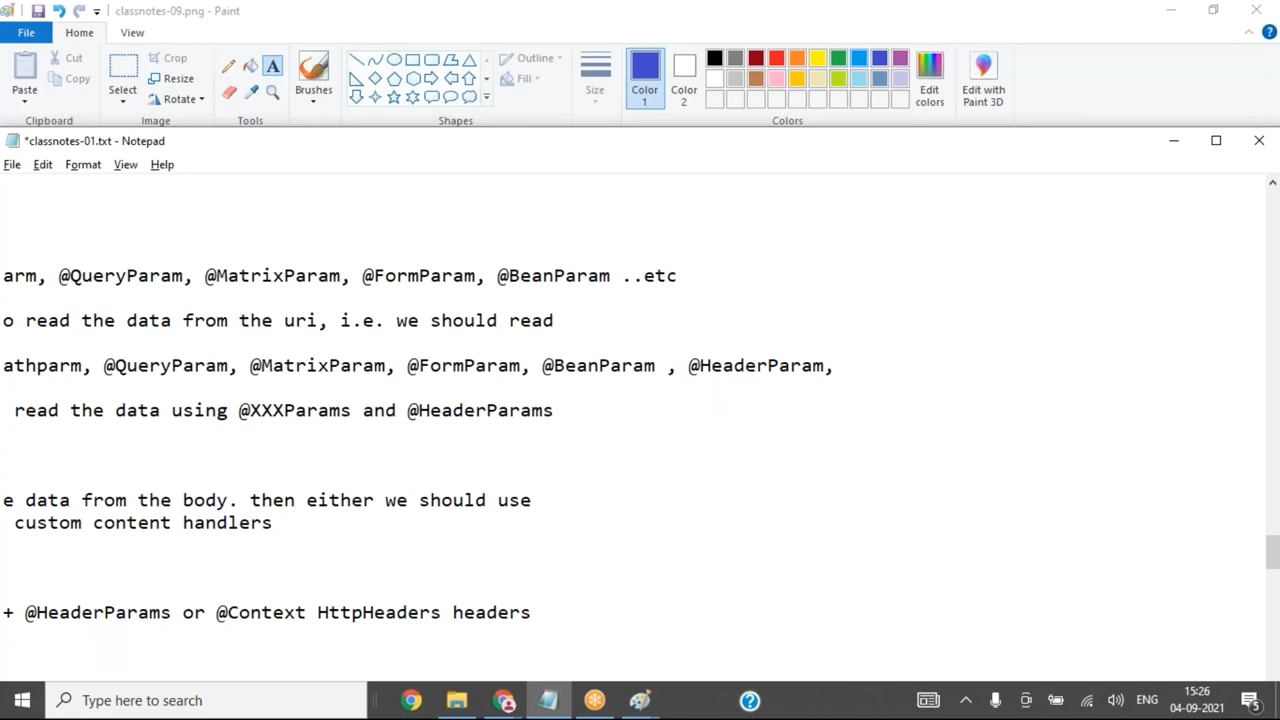 classnotes-09.png - Paint
File Home View
Paste
Cut
Copy
Clipboard
Select
Crop
Resize
Rotate
Image
Tools
Brushes
Shapes
Outline
Fill
Size
Color 1
Color 2
Edit colors
Edit with Paint 3D
Colors
*classnotes-01.txt - Notepad
File Edit Format View Help
arm, @QueryParam, @MatrixParam, @FormParam, @BeanParam ..etc
o read the data from the uri, i.e. we should read
athparm, @QueryParam, @MatrixParam, @FormParam, @BeanParam , @HeaderParam,
read the data using @XXXParams and @HeaderParams
e data from the body. then either we should use
custom content handlers
+ @HeaderParams or @Context HttpHeaders headers
Type here to search
ENG
15:26
04-09-2021
5